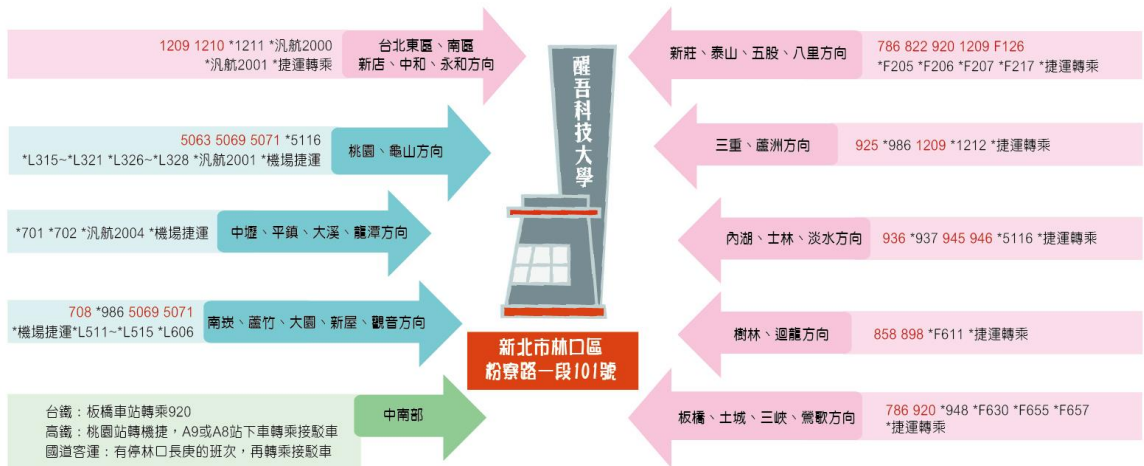 1209 1210 *1211 *汎航2000
*汎航2001 *捷運轉乘
台北東區、南區
新店、中和、永和方向
5063 5069 5071 *5116
*L315~*L321 *L326~*L328 *汎航2001 *機場捷運
桃園、龜山方向
*701 *702 *汎航2004 *機場捷運
中壢、平鎮、大溪、龍潭方向
708 *986 5069 5071
*機場捷運*L511~*L515 *L606
南崁、蘆竹、大園、新屋、觀音方向
台鐵：板橋車站轉乘920
高鐵：桃園站轉機捷，A9或A8站下車轉乘接駁車
國道客運：有停林口長庚的班次，再轉乘接駁車
中南部
醒吾科技大學
新北市林口區
粉寮路一段101號
新莊、泰山、五股、八里方向
786 822 920 1209 F126
*F205 *F206 *F207 *F217 *捷運轉乘
三重、蘆洲方向
925 *986 1209 *1212 *捷運轉乘
內湖、士林、淡水方向
936 *937 945 946 *5116 *捷運轉乘
樹林、迴龍方向
858 898 *F611 *捷運轉乘
板橋、土城、三峽、鶯歌方向
786 920 *948 *F630 *F655 *F657
*捷運轉乘